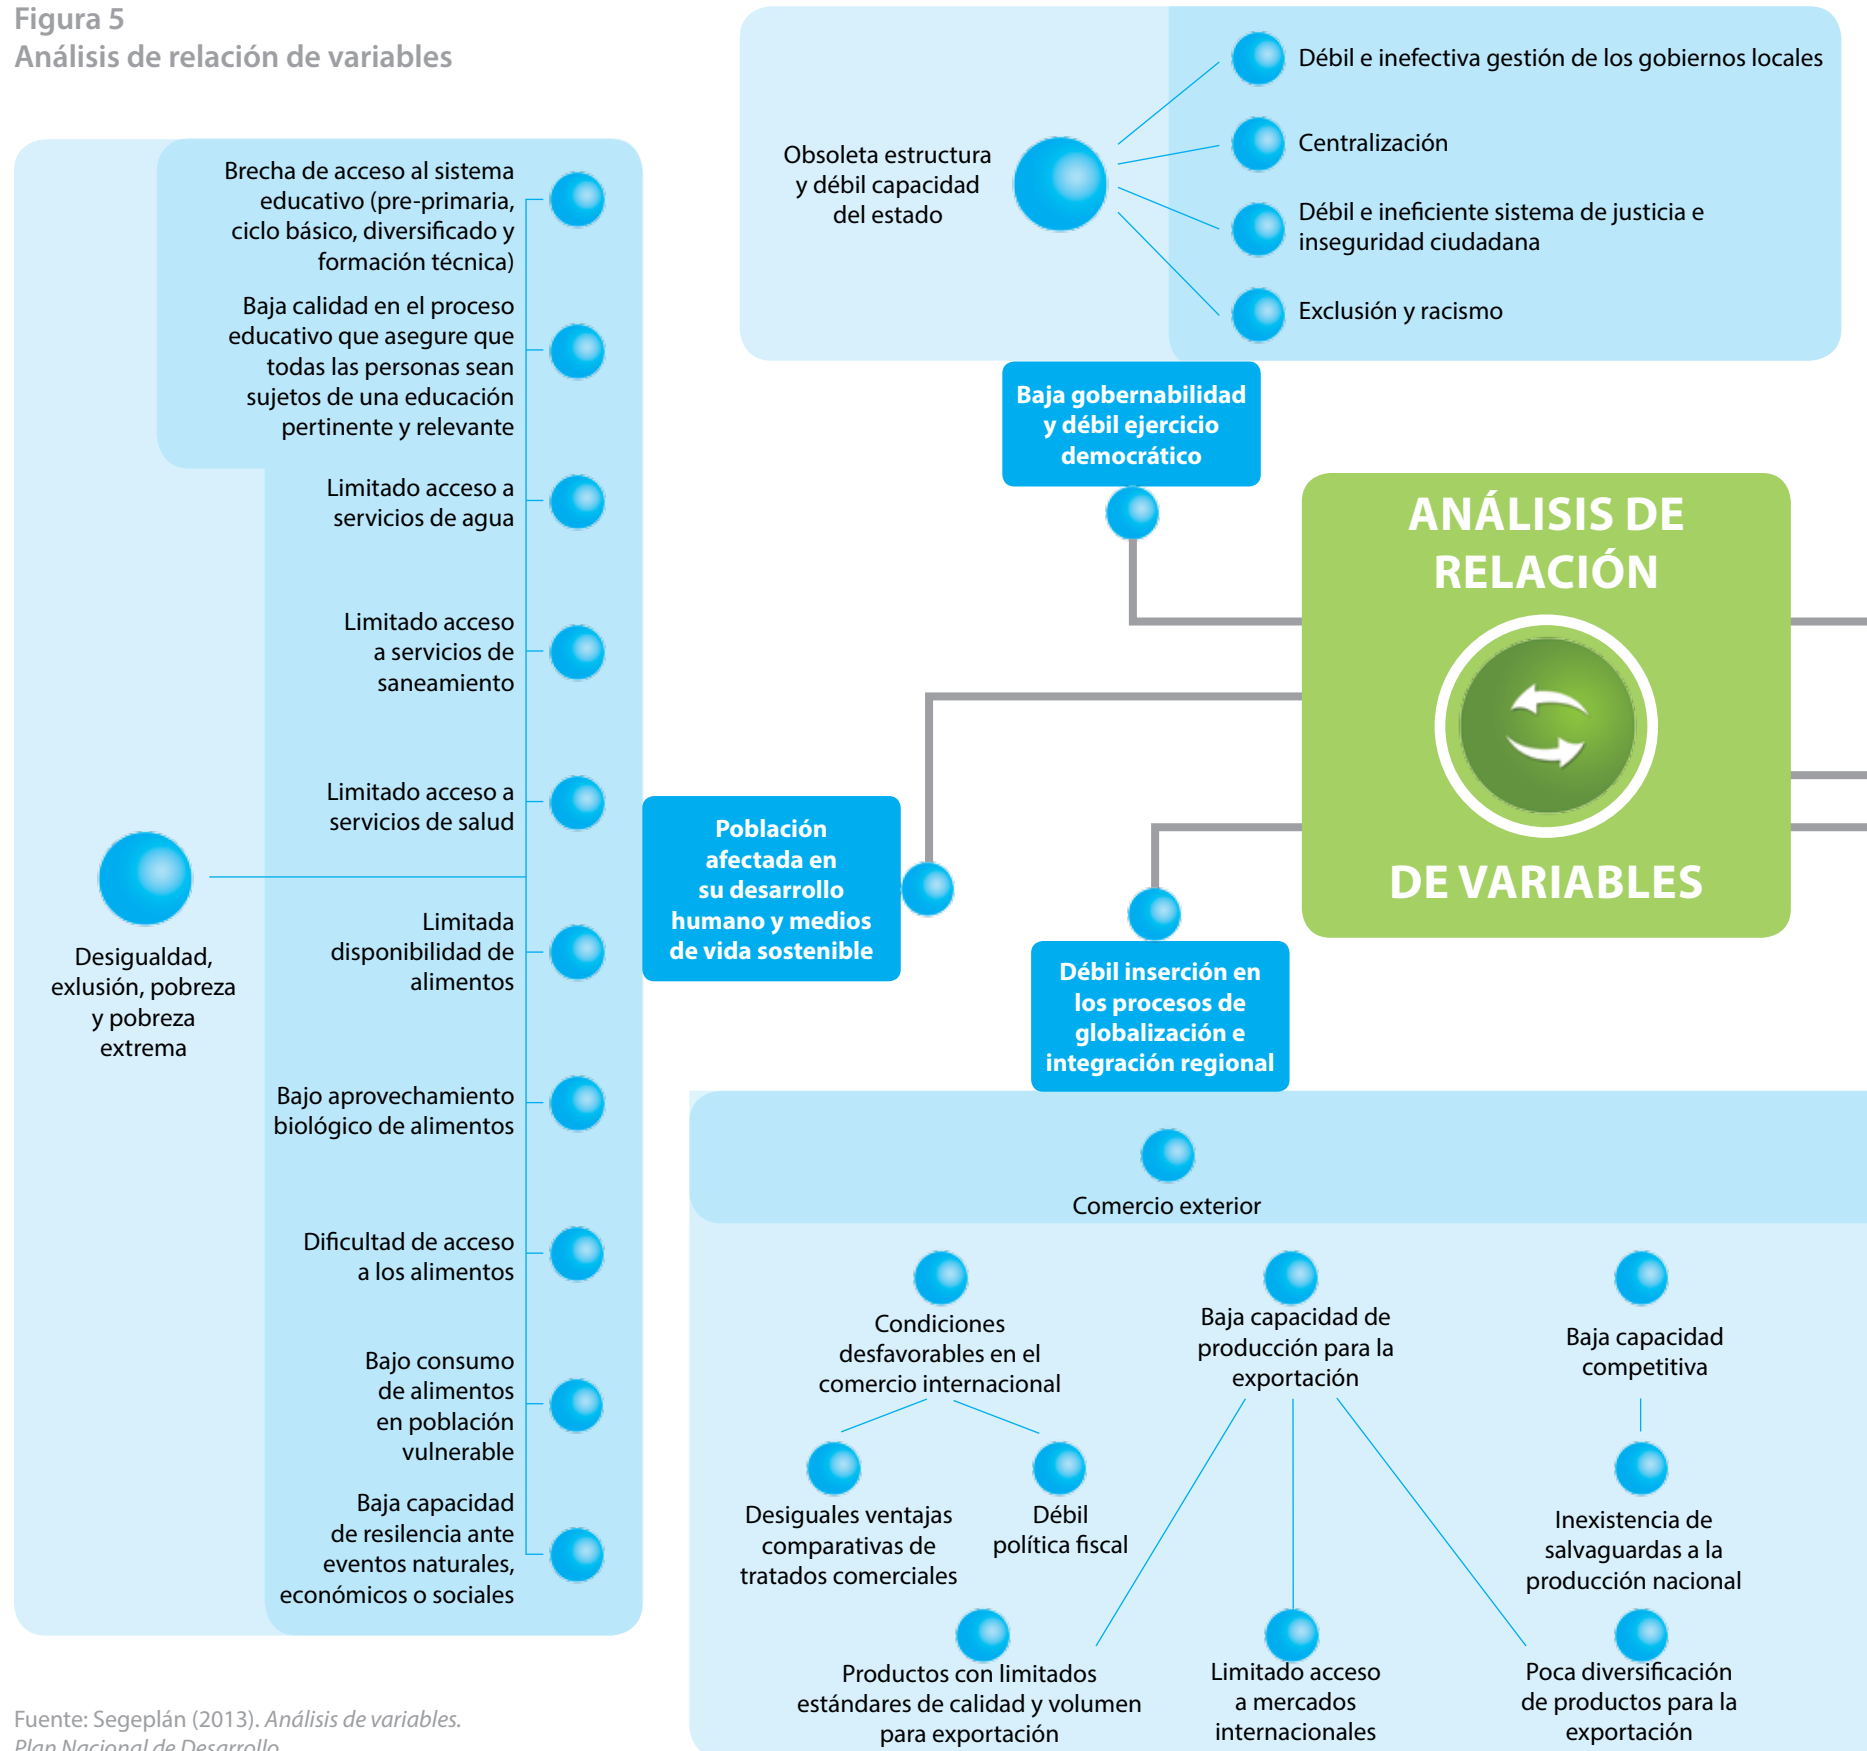 Figura 5
Análisis de relación de variables
Débil e inefectiva gestión de los gobiernos locales
Centralización
Débil e ineficiente sistema de justicia e
inseguridad ciudadana
Exclusión y racismo
Obsoleta estructura
y débil capacidad
del estado
Baja gobernabilidad
y débil ejercicio
democrático
Brecha de acceso al sistema
educativo (pre-primaria,
ciclo básico, diversificado y
formación técnica)
Baja calidad en el proceso
educativo que asegure que
todas las personas sean
sujetos de una educación
pertinente y relevante
Limitado acceso a
servicios de agua
Limitado acceso
a servicios de
saneamiento
Limitado acceso a
servicios de salud
Limitada
disponibilidad de
alimentos
Bajo aprovechamiento
biológico de alimentos
Dificultad de acceso
a los alimentos
Bajo consumo
de alimentos
en población
vulnerable
Baja capacidad
de resilencia ante
eventos naturales,
económicos o sociales
Desigualdad,
exlusión, pobreza
y pobreza
extrema
Población
afectada en
su desarrollo
humano y medios
de vida sostenible
ANÁLISIS DE
RELACIÓN
DE VARIABLES
Débil inserción en
los procesos de
globalización e
integración regional
Comercio exterior
Condiciones
desfavorables en el
comercio internacional
Baja capacidad de
producción para la
exportación
Baja capacidad
competitiva
Desiguales ventajas
comparativas de
tratados comerciales
Débil
política fiscal
Inexistencia de
salvaguardas a la
producción nacional
Productos con limitados
estándares de calidad y volumen
para exportación
Limitado acceso
a mercados
internacionales
Poca diversificación
de productos para la
exportación
Fuente: Segeplán (2013). Análisis de variables.
Plan Nacional de Desarrollo